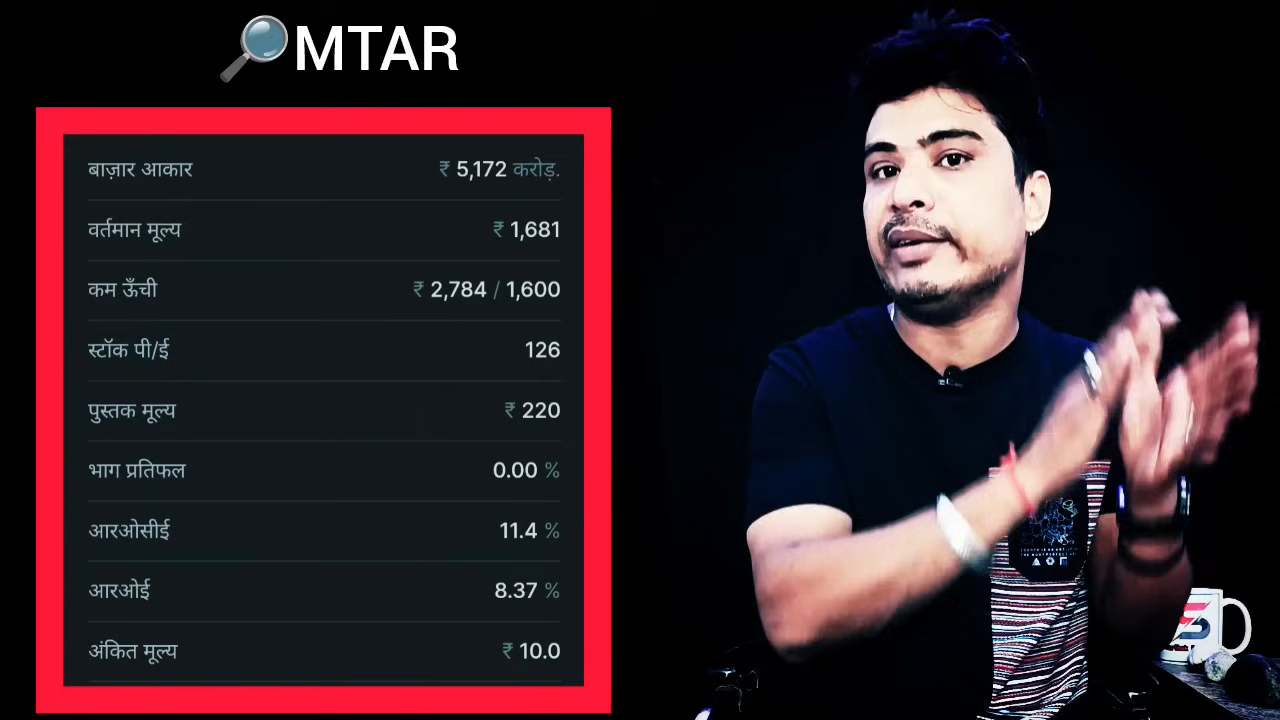 MTAR
बाज़ार आकार ₹ 5,172 करोड़.
वर्तमान मूल्य ₹ 1,681
कम ऊँची ₹ 2,784 / 1,600
स्टॉक पी/ई 126
पुस्तक मूल्य ₹ 220
भाग प्रतिफल 0.00 %
आरओसीई 11.4 %
आरओई 8.37 %
अंकित मूल्य ₹ 10.0